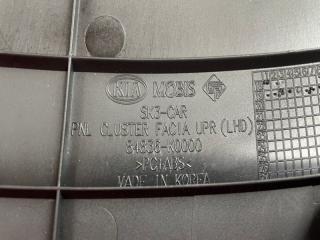 KIA MOBIS
SK3-CAR
PNL CLUSTER FACIA UPR (LHD)
84836-K0000
>PC+ABS<
MADE IN KOREA